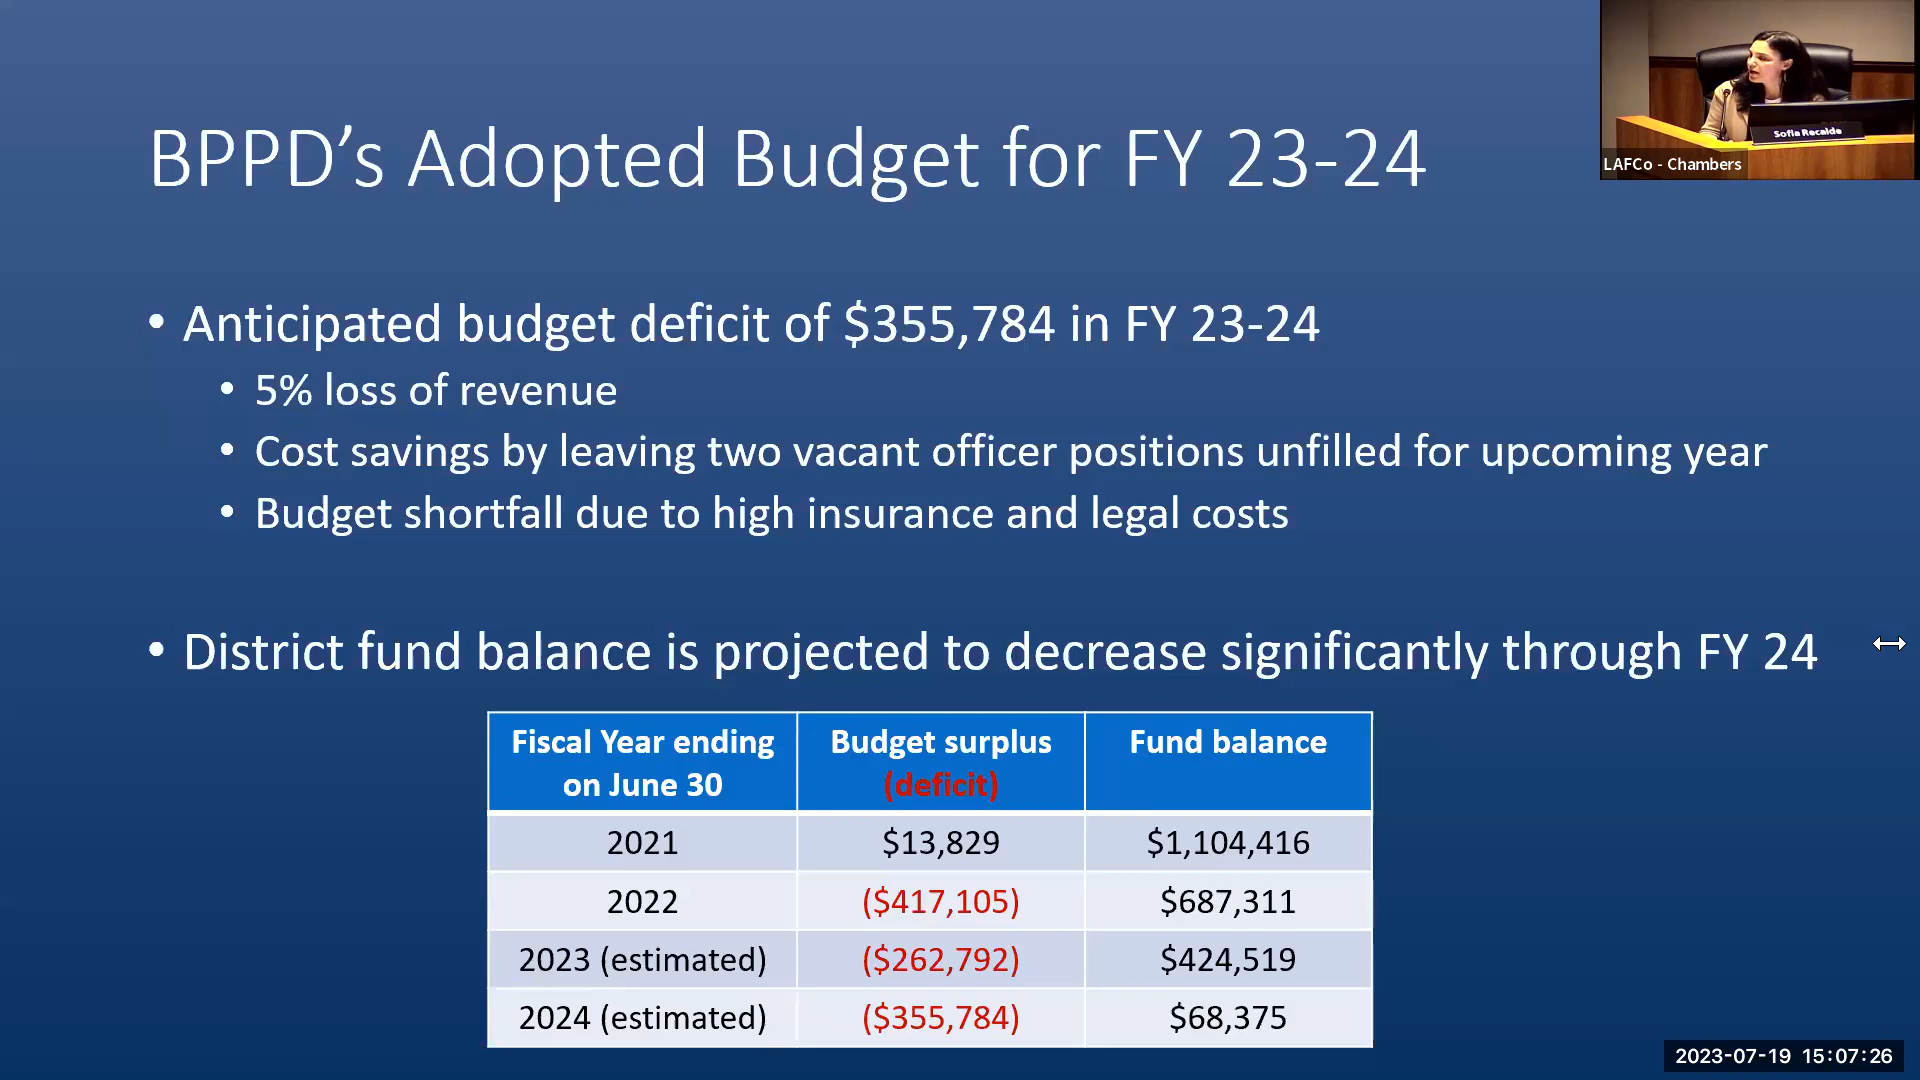 BPPD's Adopted Budget for FY 23-24
Sofia Recalde
LAFCo - Chambers
• Anticipated budget deficit of $355,784 in FY 23-24
• 5% loss of revenue
• Cost savings by leaving two vacant officer positions unfilled for upcoming year
• Budget shortfall due to high insurance and legal costs
• District fund balance is projected to decrease significantly through FY 24
Fiscal Year ending on June 30 Budget surplus (deficit) Fund balance
2021 $13,829 $1,104,416
2022 ($417,105) $687,311
2023 (estimated) ($262,792) $424,519
2024 (estimated) ($355,784) $68,375
2023-07-19 15:07:26